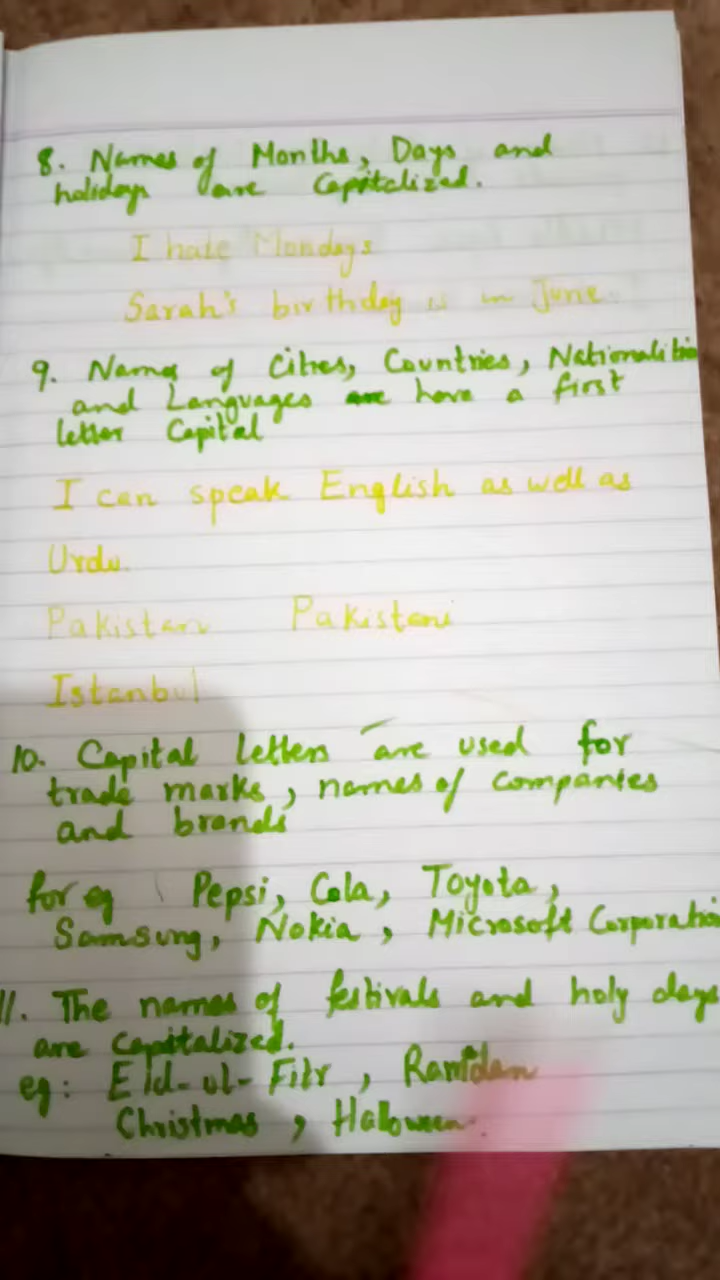 8. Names of Months, Days and
holidays are Capitalized.
I hate Mondays
Sarah's birthday is in June.
9. Names of Cities, Countries, Nationalities
and Languages have a first
letter Capital
I can speak English as well as
Urdu.
Pakistan Pakistani
Istanbul
10. Capital letters are used for
trade marks, names of companies
and brands
for eg Pepsi, Cola, Toyota,
Samsung, Nokia, Microsoft Corporation
11. The names of festivals and holy days
are capitalized.
eg: Eid-ul-Fitr, Ramdan
Christmas, Halloween.